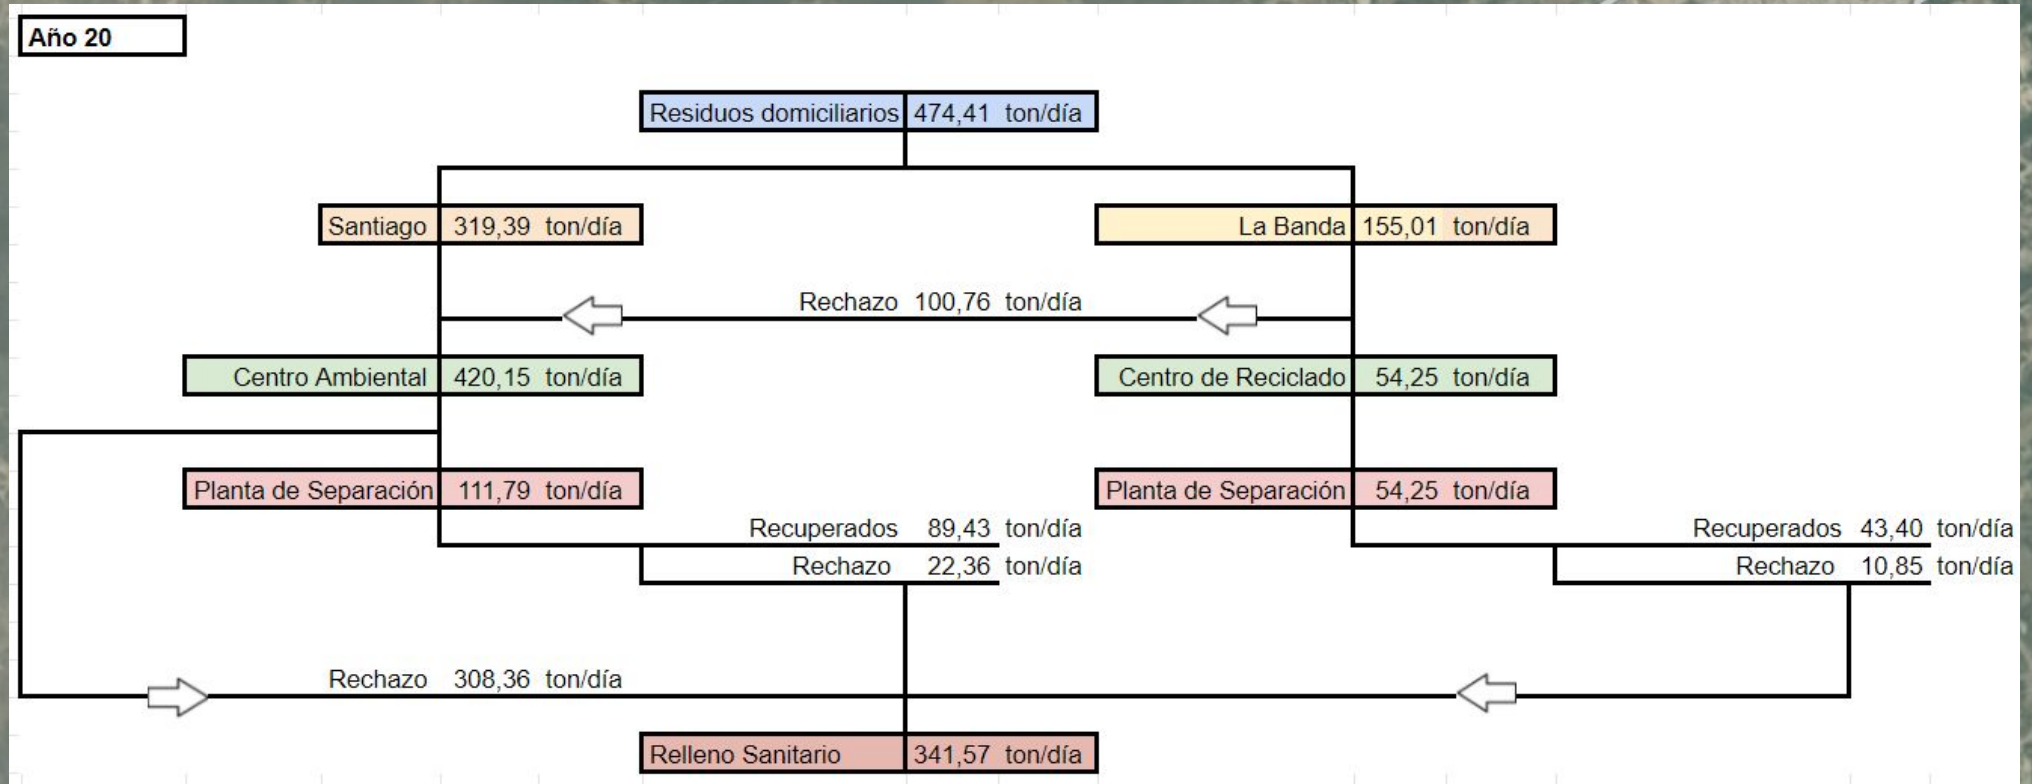 Año 20
Residuos domiciliarios 474,41 ton/día
Santiago 319,39 ton/día
La Banda 155,01 ton/día
Rechazo 100,76 ton/día
Centro Ambiental 420,15 ton/día
Centro de Reciclado 54,25 ton/día
Planta de Separación 111,79 ton/día
Planta de Separación 54,25 ton/día
Recuperados 89,43 ton/día
Recuperados 43,40 ton/día
Rechazo 22,36 ton/día
Rechazo 10,85 ton/día
Rechazo 308,36 ton/día
Relleno Sanitario 341,57 ton/día